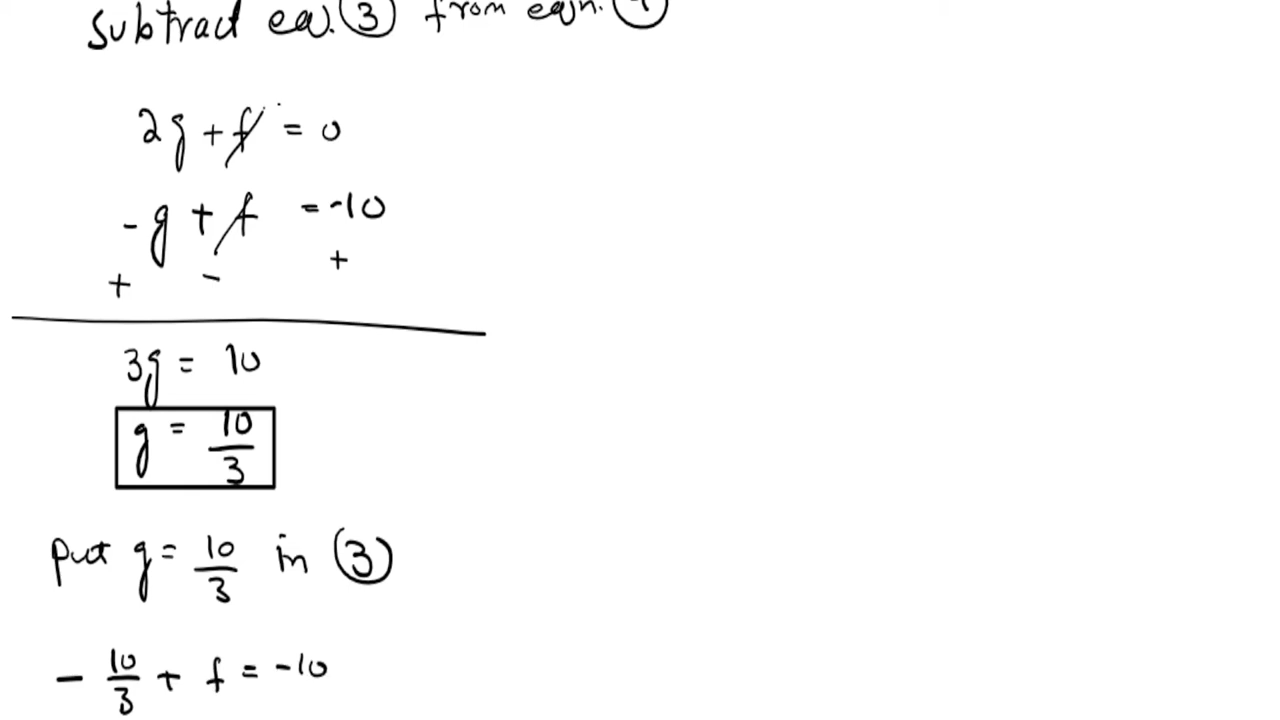 Subtract eq. ③ from eqn. ④
2g + f = 0
- g + f = -10
+ - +
3g = 10
g = 10/3
put g = 10/3 in ③
- 10/3 + f = -10